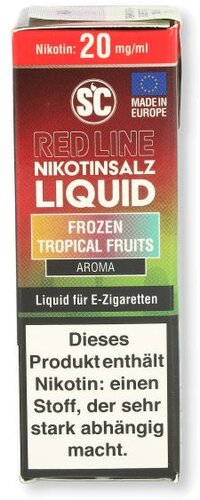 Nikotin: 20 mg/ml
SC
MADE IN
EUROPE
RED LINE
NIKOTINSALZ
LIQUID
FROZEN
TROPICAL FRUITS
AROMA
Liquid für E-Zigaretten
Dieses
Produkt enthält
Nikotin: einen
Stoff, der sehr
stark abhängig
macht.